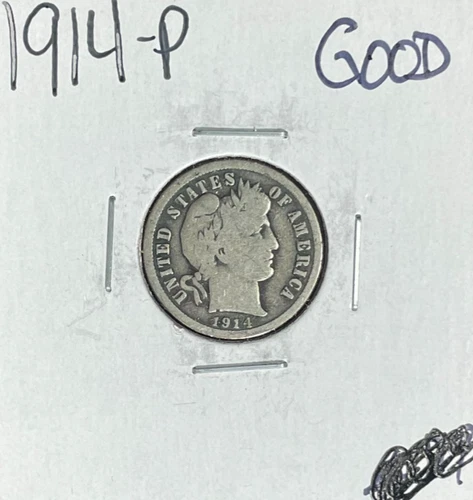 1914-P
GOOD
UNITED STATES OF AMERICA
1914